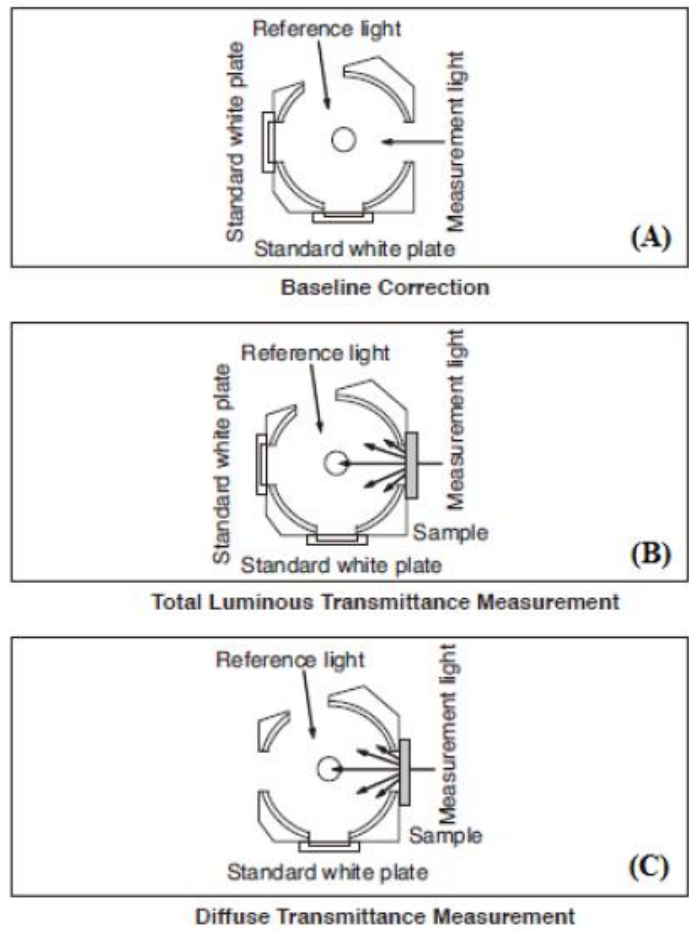 Reference light
Standard white plate
Measurement light
Standard white plate
(A)
Baseline Correction
Reference light
Standard white plate
Measurement light
Sample
Standard white plate
(B)
Total Luminous Transmittance Measurement
Reference light
Measurement light
Sample
Standard white plate
(C)
Diffuse Transmittance Measurement